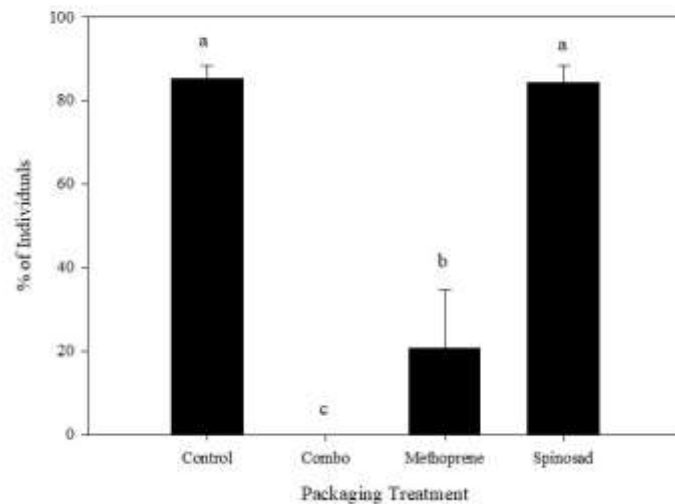 100
a
a
80
60
% of Individuals
40
b
20
c
0
Control Combo Methoprene Spinosad
Packaging Treatment